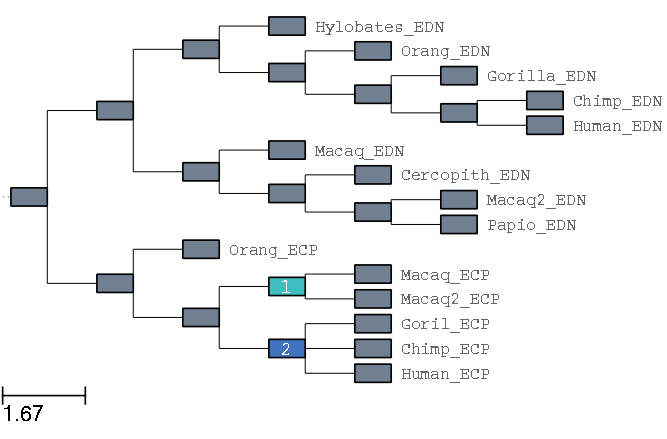 Hylobates_EDN
Orang_EDN
Gorilla_EDN
Chimp_EDN
Human_EDN
Macaq_EDN
Cercopith_EDN
Macaq2_EDN
Papio_EDN
Orang_ECP
Macaq_ECP
1
Macaq2_ECP
Goril_ECP
2 Chimp_ECP
Human_ECP
1.67